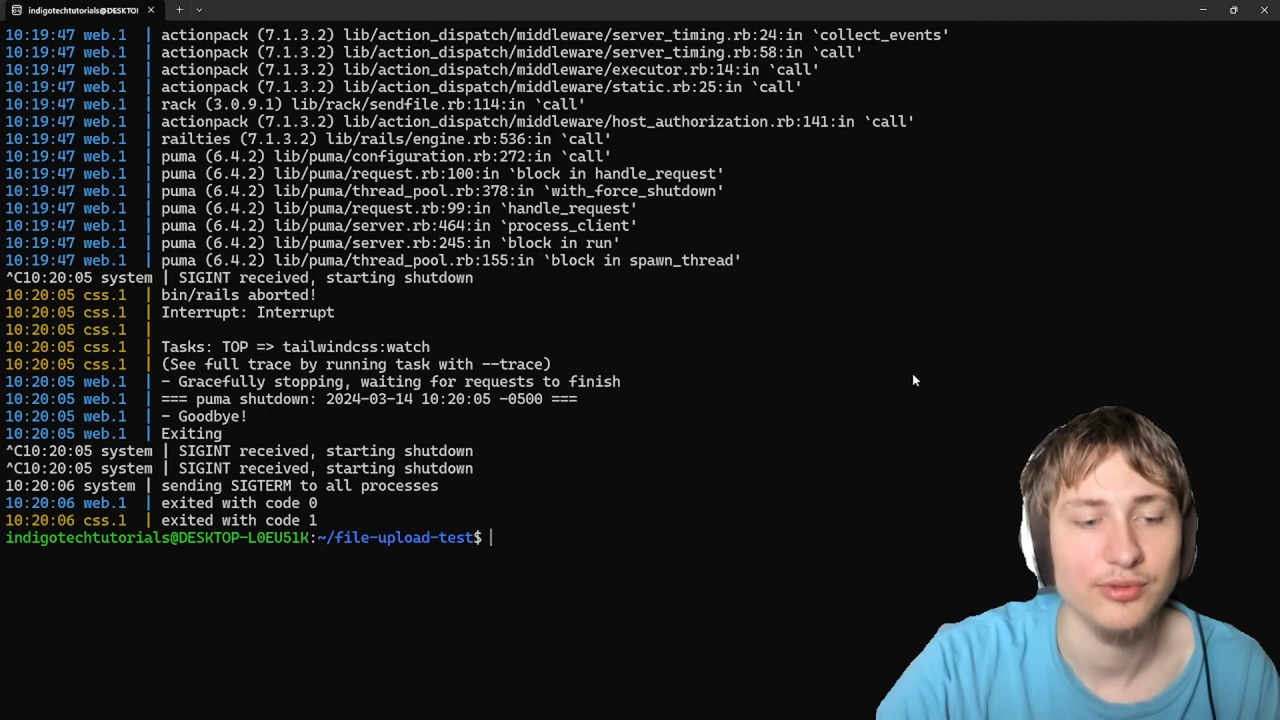 indigotechtutorials@DESKTOP
10:19:47 web.1  | actionpack (7.1.3.2) lib/action_dispatch/middleware/server_timing.rb:24:in `collect_events'
10:19:47 web.1  | actionpack (7.1.3.2) lib/action_dispatch/middleware/server_timing.rb:58:in `call'
10:19:47 web.1  | actionpack (7.1.3.2) lib/action_dispatch/middleware/executor.rb:14:in `call'
10:19:47 web.1  | actionpack (7.1.3.2) lib/action_dispatch/middleware/static.rb:25:in `call'
10:19:47 web.1  | rack (3.0.9.1) lib/rack/sendfile.rb:114:in `call'
10:19:47 web.1  | actionpack (7.1.3.2) lib/action_dispatch/middleware/host_authorization.rb:141:in `call'
10:19:47 web.1  | railties (7.1.3.2) lib/rails/engine.rb:536:in `call'
10:19:47 web.1  | puma (6.4.2) lib/puma/configuration.rb:272:in `call'
10:19:47 web.1  | puma (6.4.2) lib/puma/request.rb:100:in `block in handle_request'
10:19:47 web.1  | puma (6.4.2) lib/puma/thread_pool.rb:378:in `with_force_shutdown'
10:19:47 web.1  | puma (6.4.2) lib/puma/request.rb:99:in `handle_request'
10:19:47 web.1  | puma (6.4.2) lib/puma/server.rb:464:in `process_client'
10:19:47 web.1  | puma (6.4.2) lib/puma/server.rb:245:in `block in run'
10:19:47 web.1  | puma (6.4.2) lib/puma/thread_pool.rb:155:in `block in spawn_thread'
^C10:20:05 system | SIGINT received, starting shutdown
10:20:05 css.1  | bin/rails aborted!
10:20:05 css.1  | Interrupt: Interrupt
10:20:05 css.1  |
10:20:05 css.1  | Tasks: TOP => tailwindcss:watch
10:20:05 css.1  | (See full trace by running task with --trace)
10:20:05 web.1  | - Gracefully stopping, waiting for requests to finish
10:20:05 web.1  | === puma shutdown: 2024-03-14 10:20:05 -0500 ===
10:20:05 web.1  | - Goodbye!
10:20:05 web.1  | Exiting
^C10:20:05 system | SIGINT received, starting shutdown
^C10:20:05 system | SIGINT received, starting shutdown
10:20:06 system | sending SIGTERM to all processes
10:20:06 web.1  | exited with code 0
10:20:06 css.1  | exited with code 1
indigotechtutorials@DESKTOP-L0EU51K:~/file-upload-test$